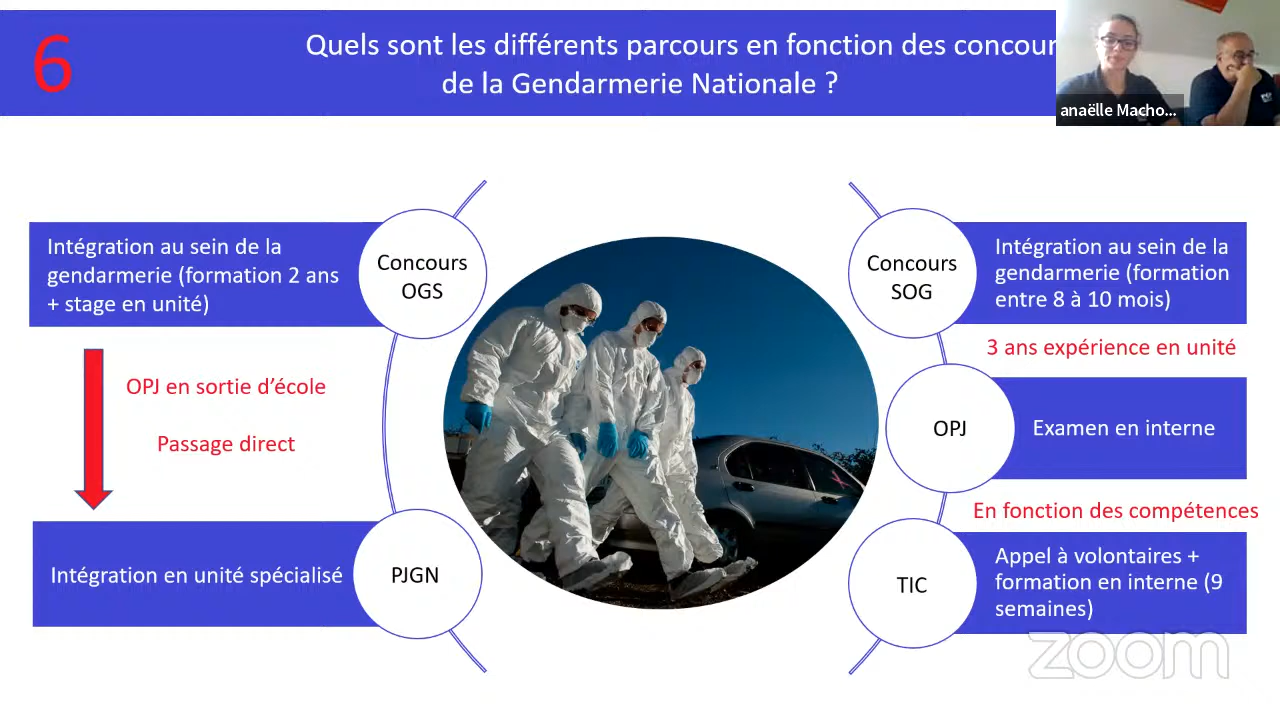 6
Quels sont les différents parcours en fonction des concour
de la Gendarmerie Nationale ?
anaëlle Macho...
Intégration au sein de la
gendarmerie (formation 2 ans
+ stage en unité)
Concours
OGS
OPJ en sortie d'école
Passage direct
Intégration en unité spécialisé
PJGN
Concours
SOG
Intégration au sein de la
gendarmerie (formation
entre 8 à 10 mois)
3 ans expérience en unité
OPJ
Examen en interne
En fonction des compétences
TIC
Appel à volontaires +
formation en interne (9
semaines)
zoom